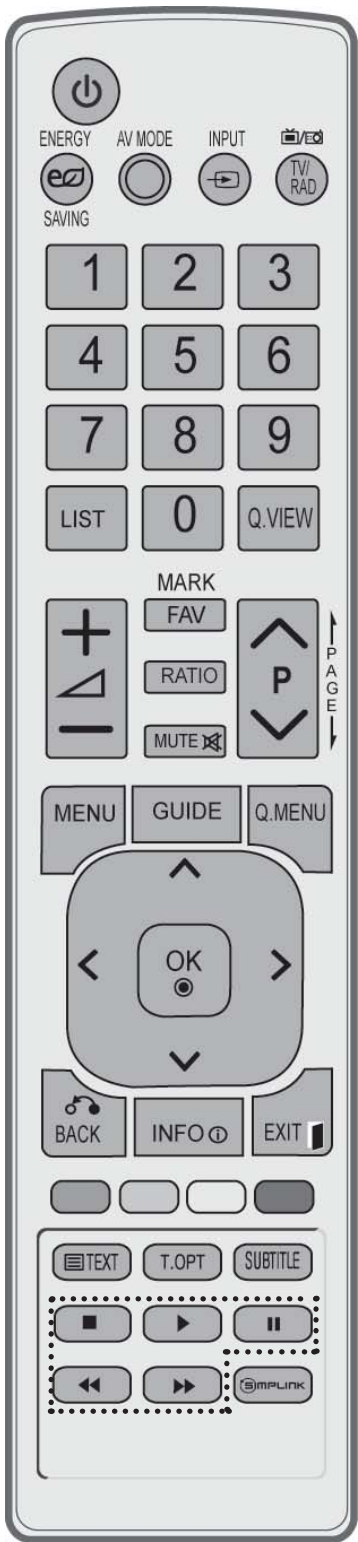 ENERGY AV MODE INPUT
SAVING
TV/
RAD
1 2 3
4 5 6
7 8 9
LIST 0 Q.VIEW
MARK
FAV
RATIO
MUTE
P
PAGE
MENU GUIDE Q.MENU
OK
BACK INFO EXIT
TEXT T.OPT SUBTITLE
SIMPLINK